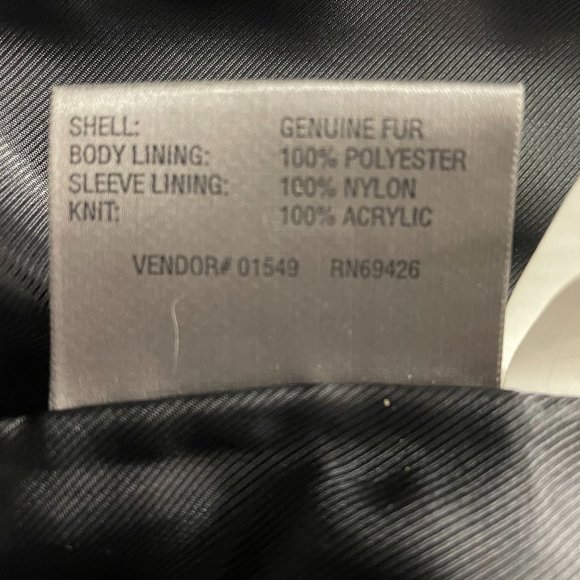 SHELL: GENUINE FUR
BODY LINING: 100% POLYESTER
SLEEVE LINING: 100% NYLON
KNIT: 100% ACRYLIC
VENDOR# 01549 RN69426